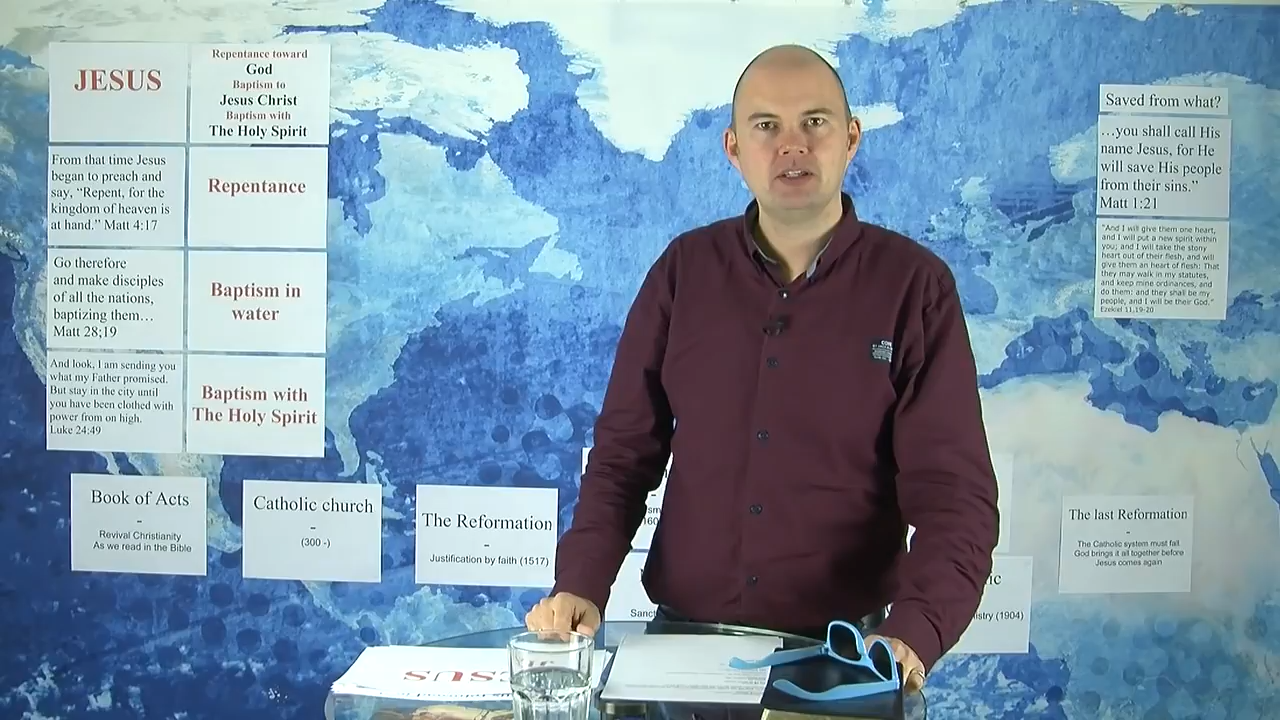 JESUS
Repentance toward
God
Baptism to
Jesus Christ
Baptism with
The Holy Spirit
From that time Jesus
began to preach and
say, “Repent, for the
kingdom of heaven is
at hand.” Matt 4:17
Repentance
Go therefore
and make disciples
of all the nations,
baptizing them…
Matt 28;19
Baptism in
water
And look, I am sending you
what my Father promised.
But stay in the city until
you have been clothed with
power from on high.
Luke 24:49
Baptism with
The Holy Spirit
Saved from what?
…you shall call His
name Jesus, for He
will save His people
from their sins.”
Matt 1:21
"And I will give them one heart,
and I will put a new spirit within
you; and I will take the stony
heart out of their flesh, and will
give them an heart of flesh: That
they may walk in my statutes,
and keep mine ordinances, and
do them: and they shall be my
people, and I will be their God."
Ezekiel 11,19-20
Book of Acts
-
Revival Christianity
As we read in the Bible
Catholic church
-
(300 -)
The Reformation
-
Justification by faith (1517)
The last Reformation
-
The Catholic system must fall
God brings it all together before
Jesus comes again
(1904)
JESUS